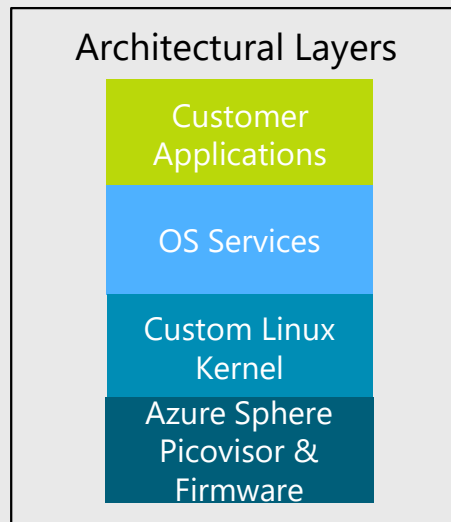 Architectural Layers
Customer
Applications
OS Services
Custom Linux
Kernel
Azure Sphere
Picovisor &
Firmware